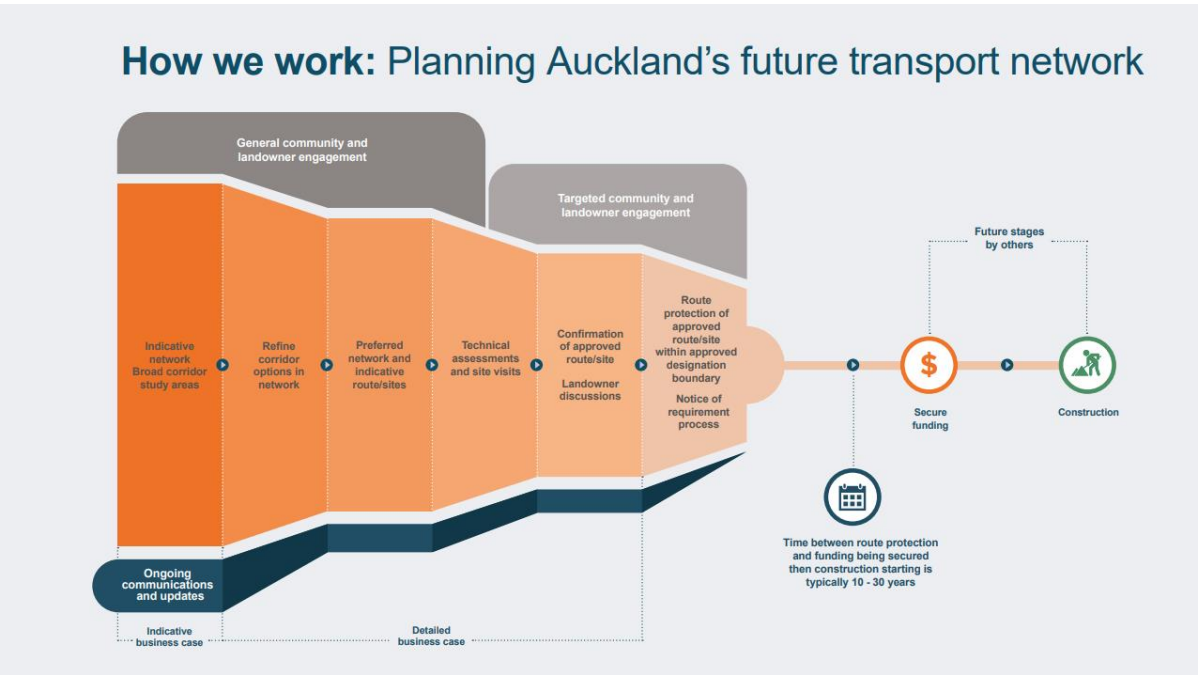 How we work: Planning Auckland's future transport network
General community and
landowner engagement
Targeted community and
landowner engagement
Indicative
network
Broad corridor
study areas
Refine
corridor
options in
network
Preferred
network and
indicative
route/sites
Technical
assessments
and site visits
Confirmation
of approved
route/site
Landowner
discussions
Route
protection of
approved
route/site
within approved
designation
boundary
Notice of
requirement
process
Future stages
by others
$
Secure
funding
Construction
Time between route protection
and funding being secured
then construction starting is
typically 10 - 30 years
Ongoing
communications
and updates
Indicative
business case
Detailed
business case